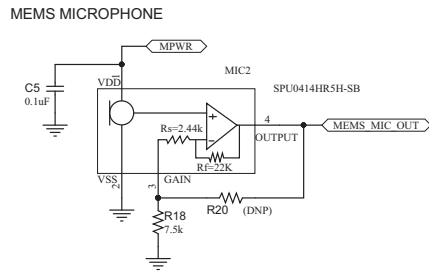 MEMS MICROPHONE
MPWR
MIC2
C5
0.1uF
VDD
1
SPU0414HR5H-SB
Rs=2.44k
+
-
4
OUTPUT
MEMS_MIC_OUT
Rf=22K
VSS
2
3
GAIN
R18
7.5k
R20
(DNP)